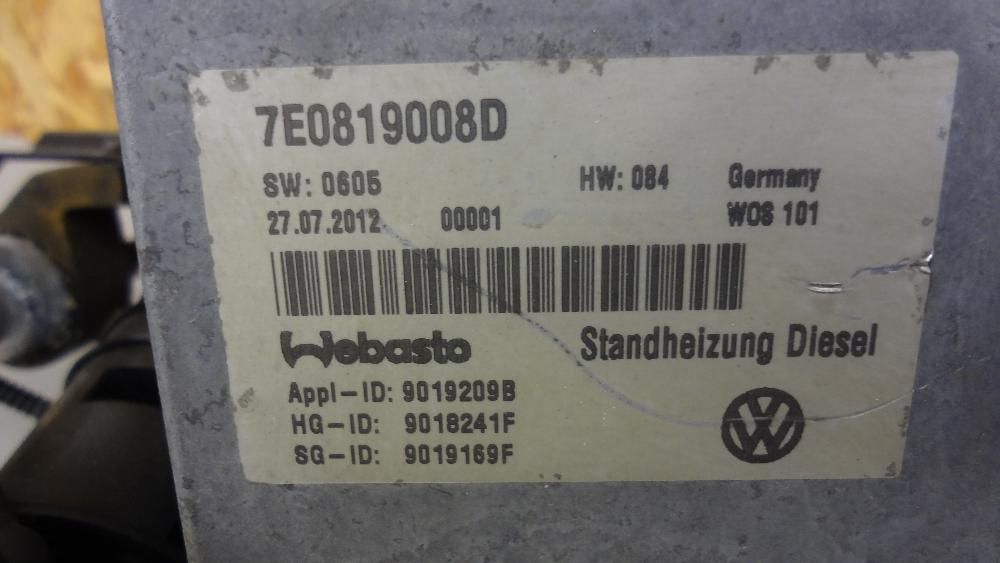 7E0819008D
SW: 0605 HW: 084 Germany
27.07.2012 00001 WOS 101
Webasto Standheizung Diesel
Appl-ID: 9019209B
HG-ID: 9018241F
SG-ID: 9019169F
VW